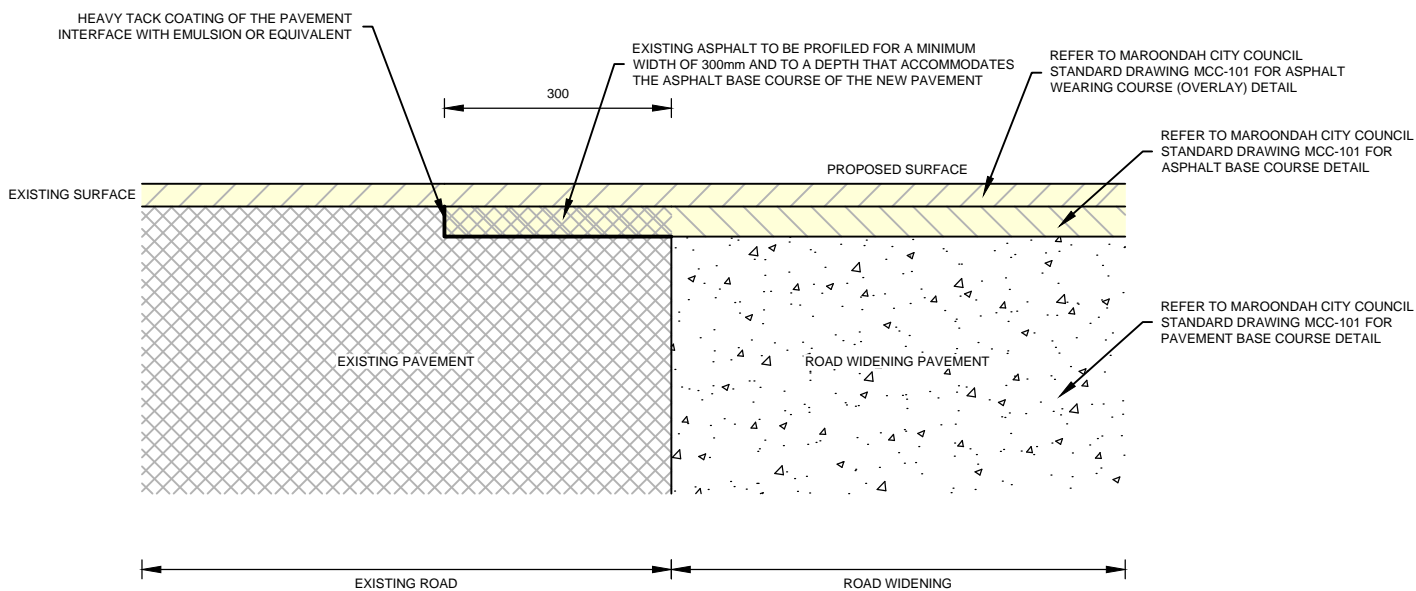 HEAVY TACK COATING OF THE PAVEMENT
INTERFACE WITH EMULSION OR EQUIVALENT
EXISTING ASPHALT TO BE PROFILED FOR A MINIMUM
WIDTH OF 300mm AND TO A DEPTH THAT ACCOMMODATES
THE ASPHALT BASE COURSE OF THE NEW PAVEMENT
REFER TO MAROONDAH CITY COUNCIL
STANDARD DRAWING MCC-101 FOR ASPHALT
WEARING COURSE (OVERLAY) DETAIL
300
REFER TO MAROONDAH CITY COUNCIL
STANDARD DRAWING MCC-101 FOR
ASPHALT BASE COURSE DETAIL
PROPOSED SURFACE
EXISTING SURFACE
REFER TO MAROONDAH CITY COUNCIL
STANDARD DRAWING MCC-101 FOR
PAVEMENT BASE COURSE DETAIL
EXISTING PAVEMENT
ROAD WIDENING PAVEMENT
EXISTING ROAD
ROAD WIDENING